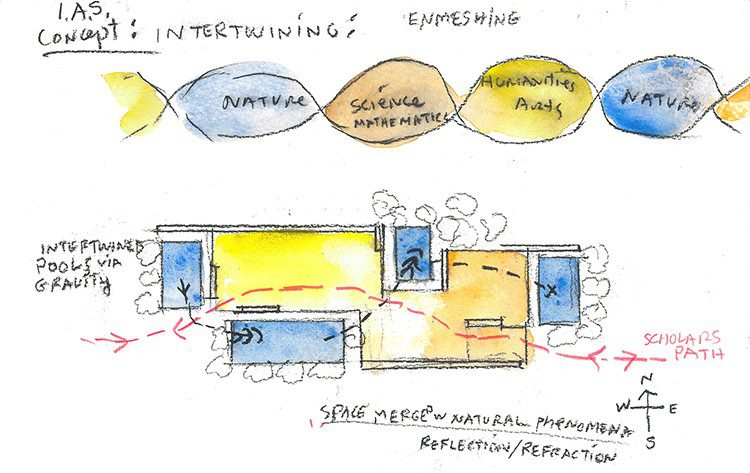 I.A.S.
CONCEPT: INTERTWINING:
ENMESHING
NATURE
SCIENCE
MATHEMATICS
HUMANITIES
ARTS
NATURE
INTERTWINED
POOLS VIA
GRAVITY
SCHOLARS
PATH
N
W E
S
SPACE MERGE W NATURAL PHENOMENA
REFLECTION/REFRACTION